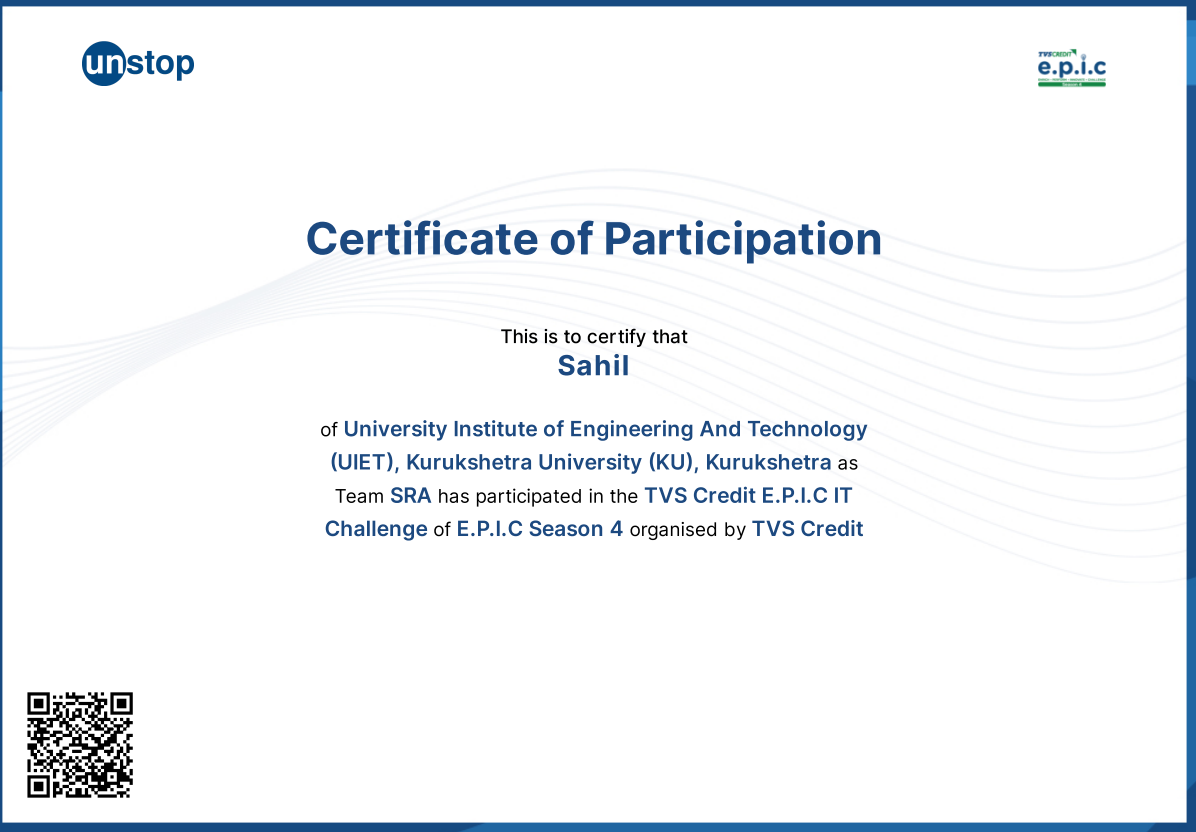 unstop
TVS CREDIT
e.p.i.c
Season 4
Certificate of Participation
This is to certify that
Sahil
of University Institute of Engineering And Technology
(UIET), Kurukshetra University (KU), Kurukshetra as
Team SRA has participated in the TVS Credit E.P.I.C IT
Challenge of E.P.I.C Season 4 organised by TVS Credit